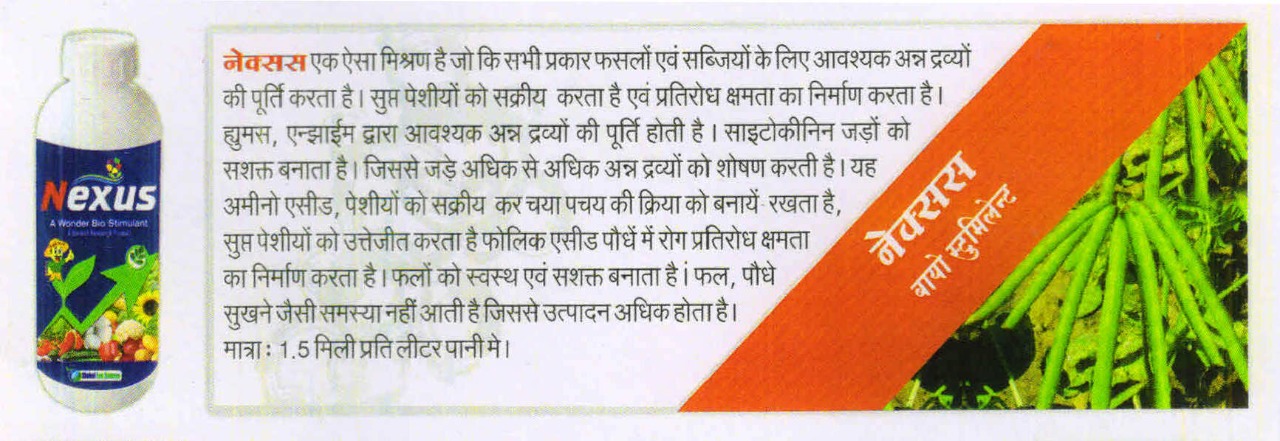 Nexus
A Wonder Bio Stimulant
नेक्सस एक ऐसा मिश्रण है जो कि सभी प्रकार फसलों एवं सब्जियों के लिए आवश्यक अन्न द्रव्यों
की पूर्ति करता है। सुप्त पेशीयों को सक्रीय करता है एवं प्रतिरोध क्षमता का निर्माण करता है।
ह्युमस, एन्झाईम द्वारा आवश्यक अन्न द्रव्यों की पूर्ति होती है। साइटोकीनिन जड़ों को
सशक्त बनाता है। जिससे जड़े अधिक से अधिक अन्न द्रव्यों को शोषण करती है। यह
अमीनो एसीड, पेशीयों को सक्रीय कर चया पचय की क्रिया को बनायें रखता है,
सुप्त पेशीयों को उत्तेजीत करता है फोलिक एसीड पौधें में रोग प्रतिरोध क्षमता
का निर्माण करता है। फलों को स्वस्थ एवं सशक्त बनाता है। फल, पौधे
सुखने जैसी समस्या नहीं आती है जिससे उत्पादन अधिक होता है।
मात्रा : 1.5 मिली प्रति लीटर पानी मे।
नेक्सस
बायो स्टुमिलेन्ट